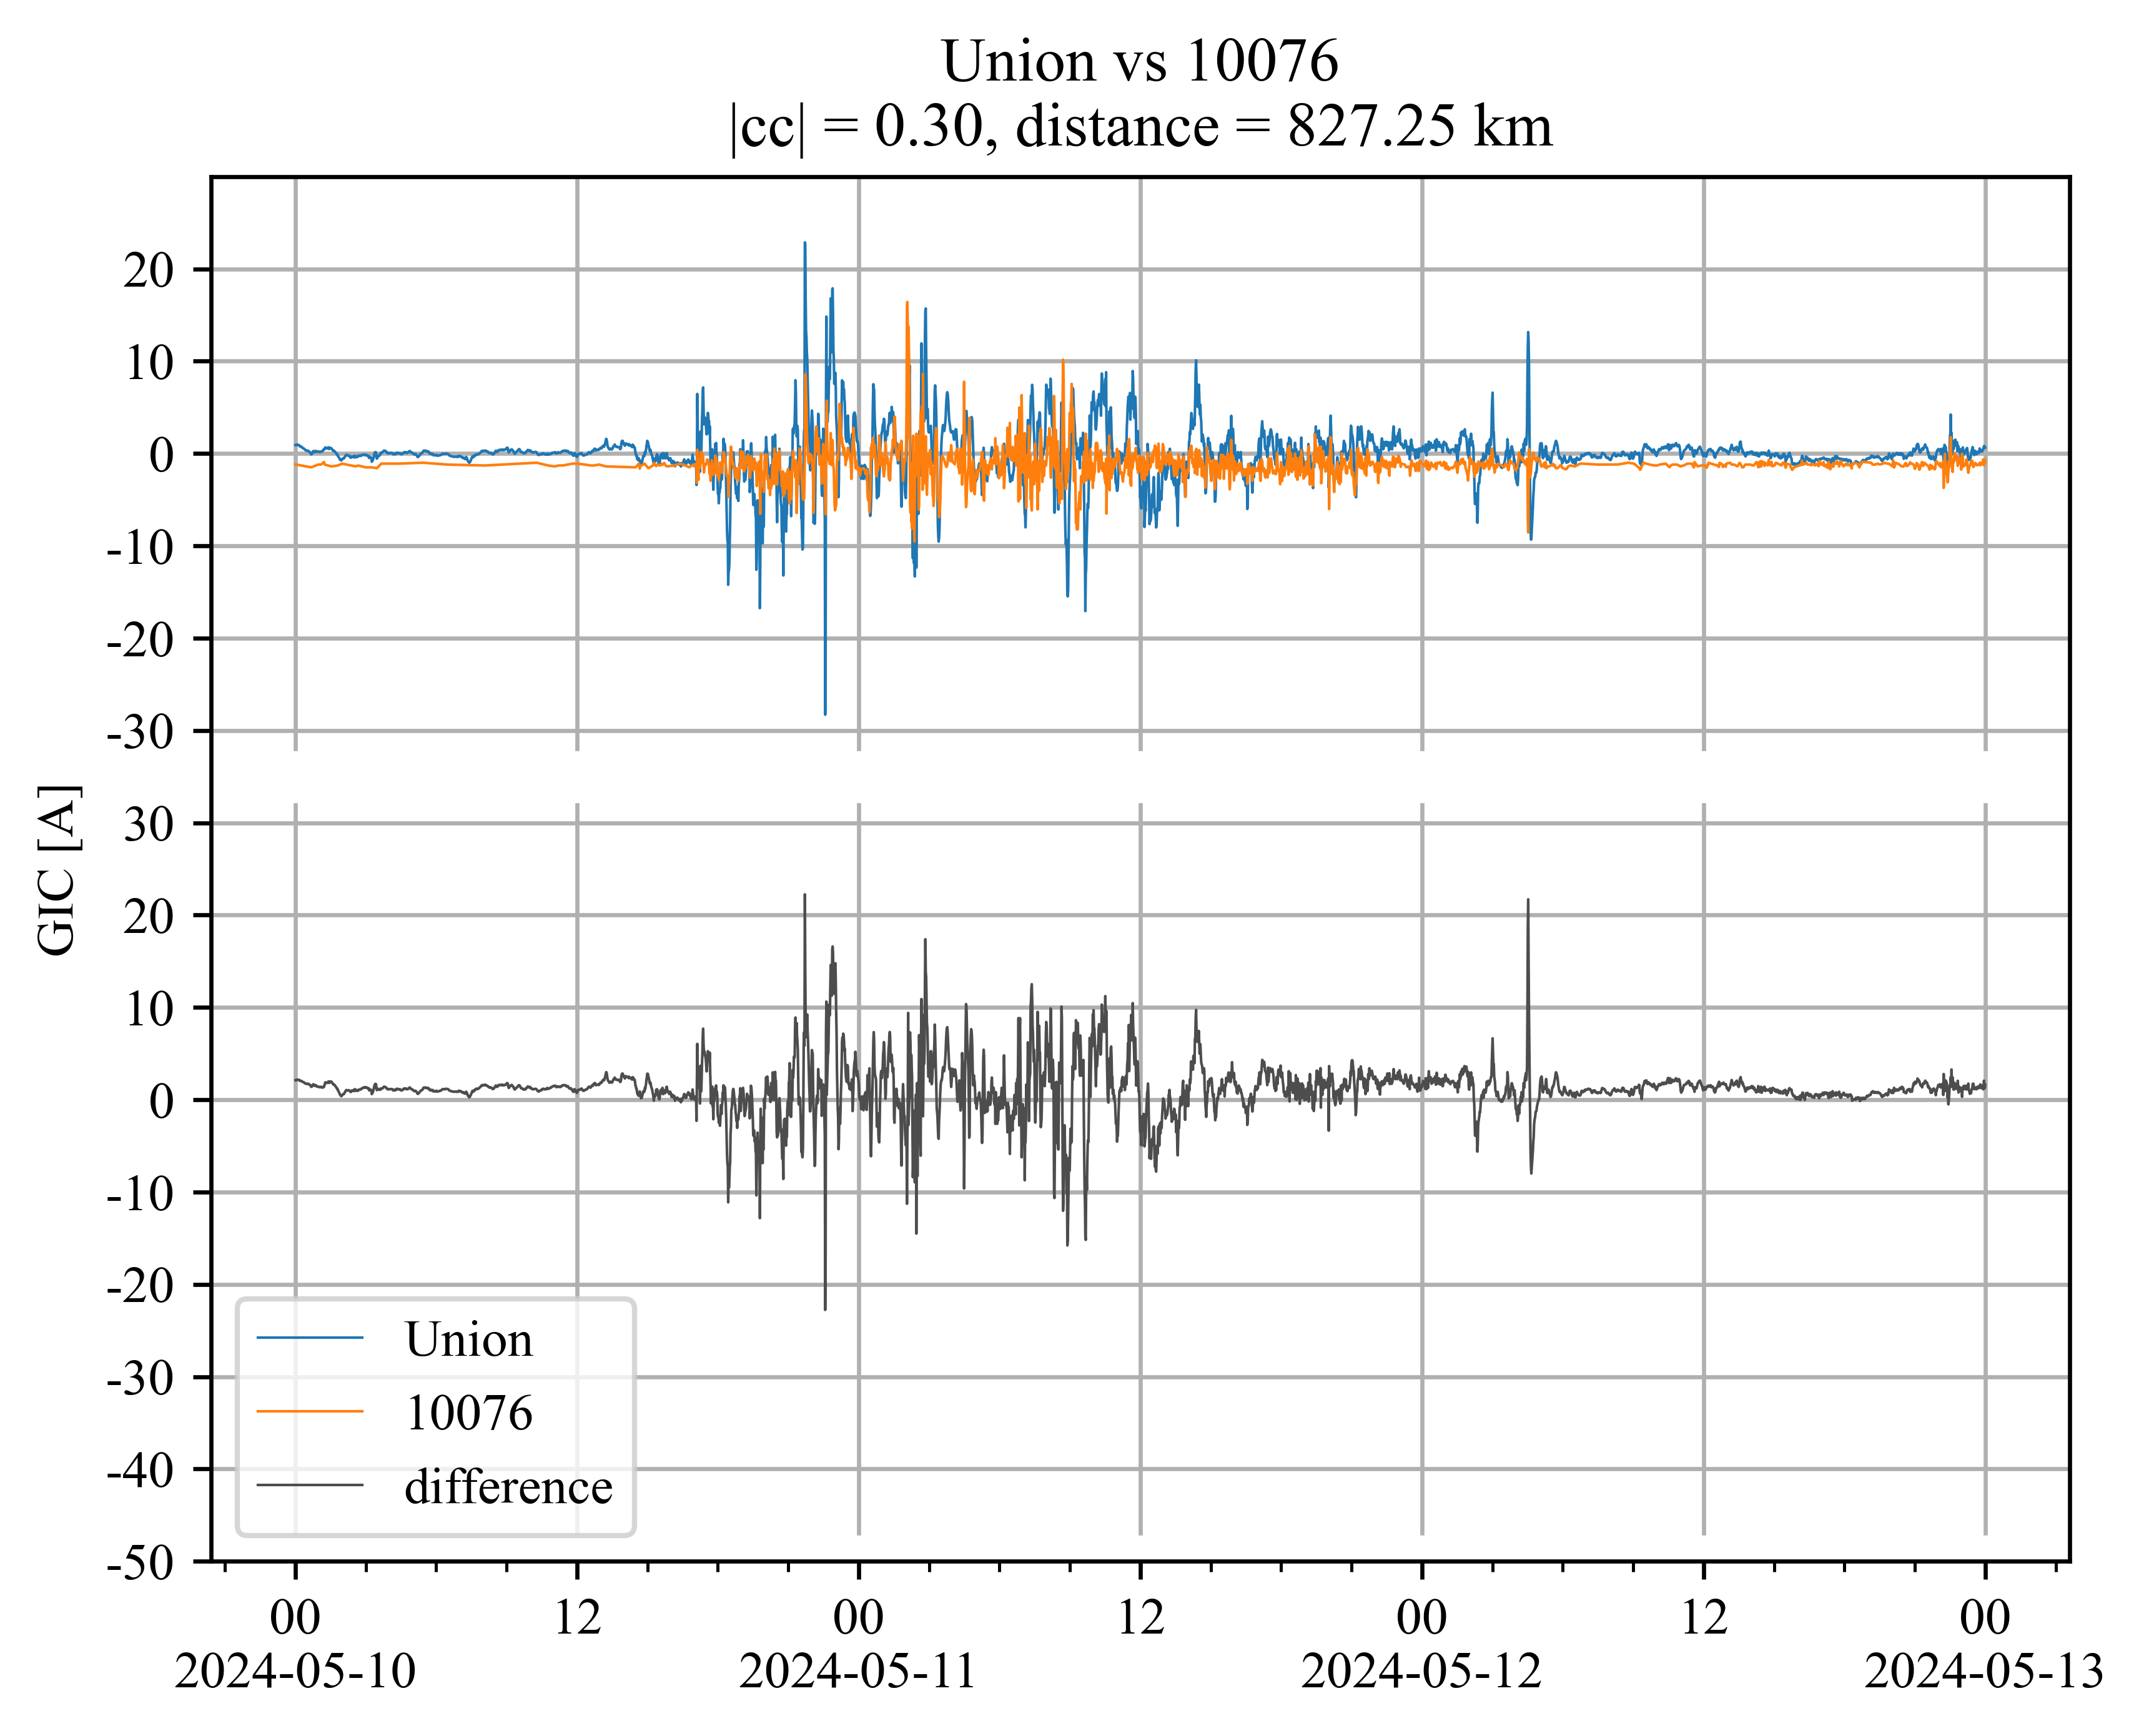 Union vs 10076
|cc| = 0.30, distance = 827.25 km
20
10
0
-10
-20
-30
30
20
10
0
-10
-20
-30
-40
-50
GIC [A]
Union
10076
difference
00 12 00 12 00 12 00
2024-05-10 2024-05-11 2024-05-12 2024-05-13